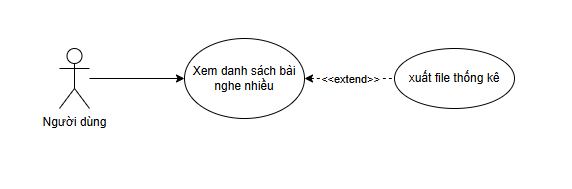 Xem danh sách bài
nghe nhiều
<<extend>>
xuất file thống kê
Người dùng